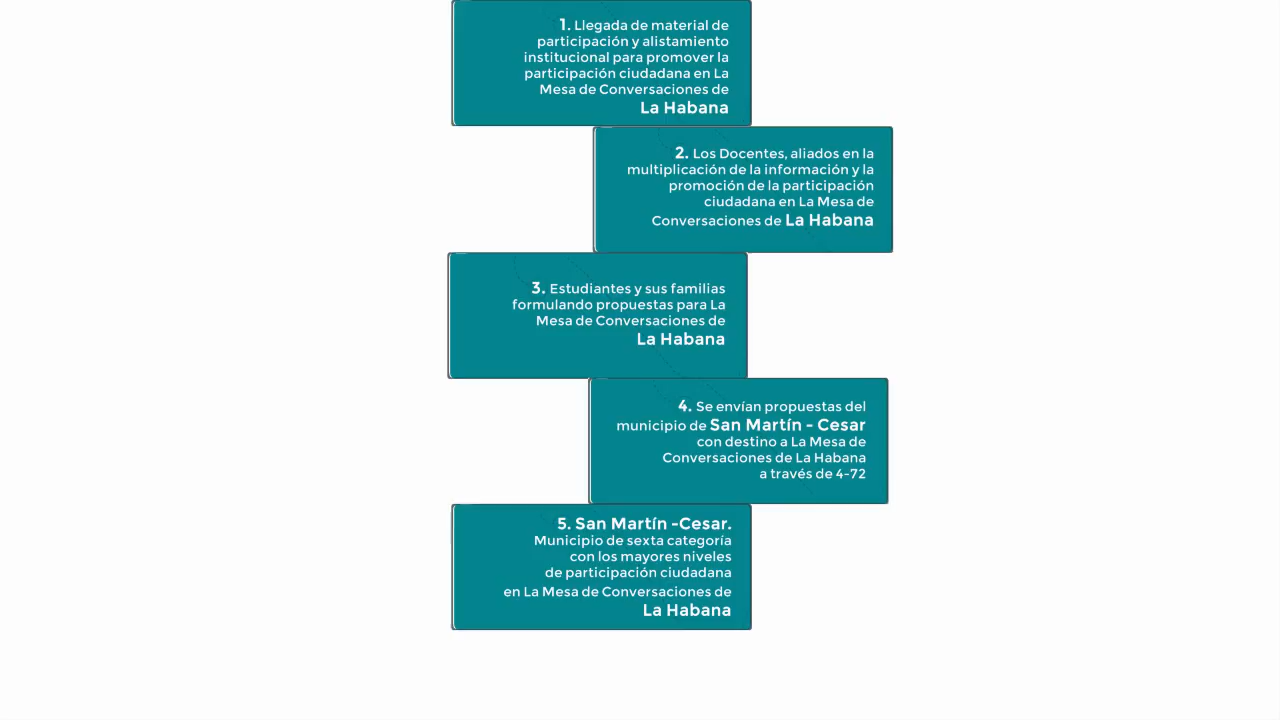 1. Llegada de material de
participación y alistamiento
institucional para promover la
participación ciudadana en La
Mesa de Conversaciones de
La Habana
2. Los Docentes, aliados en la
multiplicación de la información y la
promoción de la participación
ciudadana en La Mesa de
Conversaciones de La Habana
3. Estudiantes y sus familias
formulando propuestas para La
Mesa de Conversaciones de
La Habana
4. Se envían propuestas del
municipio de San Martín - Cesar
con destino a La Mesa de
Conversaciones de La Habana
a través de 4-72
5. San Martín -Cesar.
Municipio de sexta categoría
con los mayores niveles
de participación ciudadana
en La Mesa de Conversaciones de
La Habana